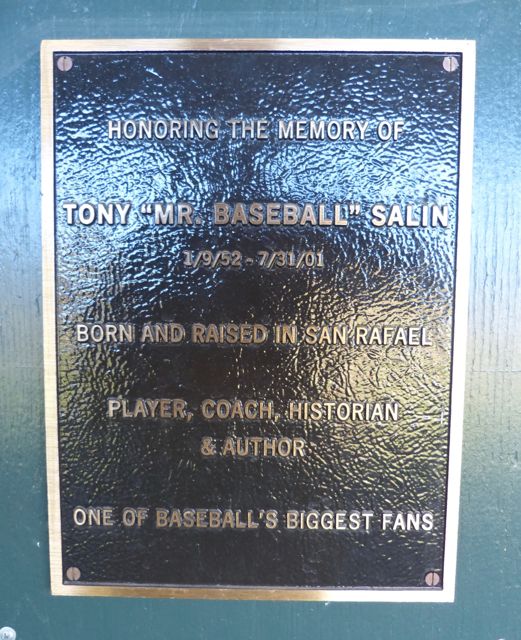 HONORING THE MEMORY OF
TONY "MR. BASEBALL" SALIN
1/9/52 - 7/31/01
BORN AND RAISED IN SAN RAFAEL
PLAYER, COACH, HISTORIAN
& AUTHOR
ONE OF BASEBALL'S BIGGEST FANS